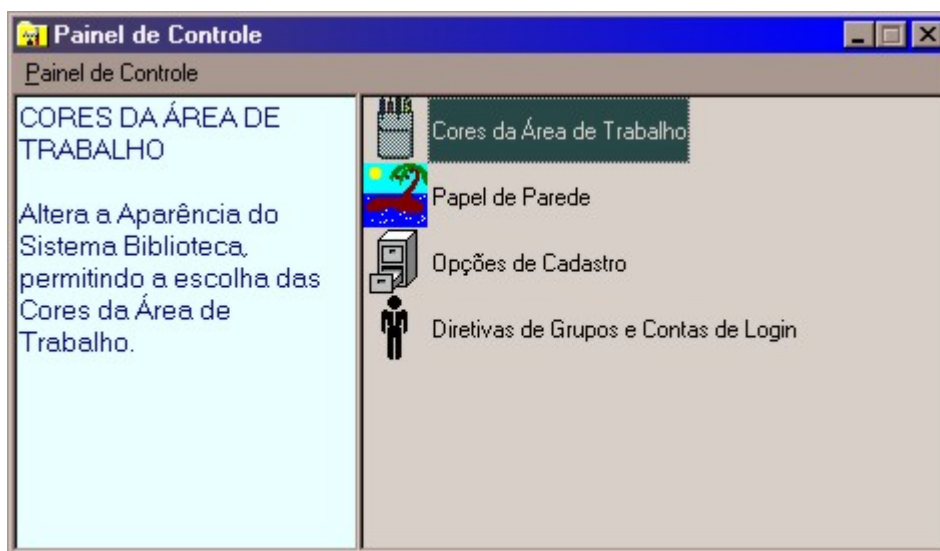 Painel de Controle
Painel de Controle
CORES DA ÁREA DE
TRABALHO
Altera a Aparência do
Sistema Biblioteca,
permitindo a escolha das
Cores da Área de
Trabalho.
Cores da Área de Trabalho
Papel de Parede
Opções de Cadastro
Diretivas de Grupos e Contas de Login